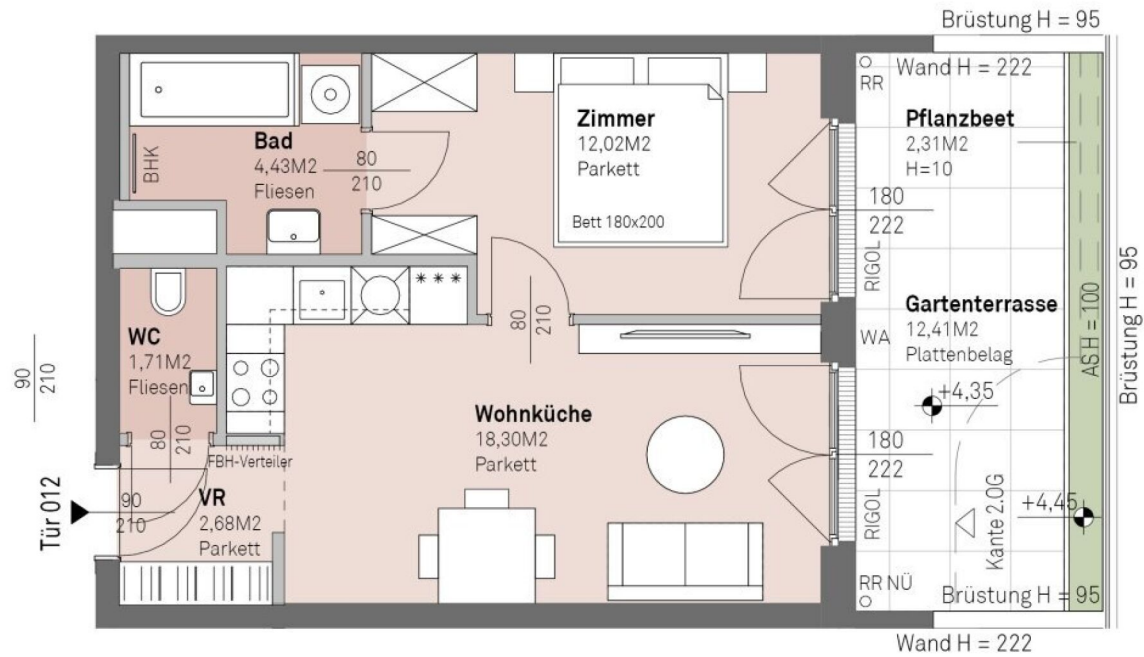 Brüstung H = 95
Wand H = 222
RR
Bad
4,43M2
Fliesen
BHK
80
210
Zimmer
12,02M2
Parkett
Bett 180x200
Pflanzbeet
2,31M2
H=10
180
222
RIGOL
WC
1,71M2
Fliesen
80
210
90
210
80
210
WA
Gartenterrasse
12,41M2
Plattenbelag
ASH = 100
Brüstung H = 95
+4,35
Wohnküche
18,30M2
Parkett
180
222
RIGOL
FBH-Verteiler
Tür 012
90
210
VR
2,68M2
Parkett
Kante 2.OG
+4,45
RR NÜ
Brüstung H = 95
Wand H = 222